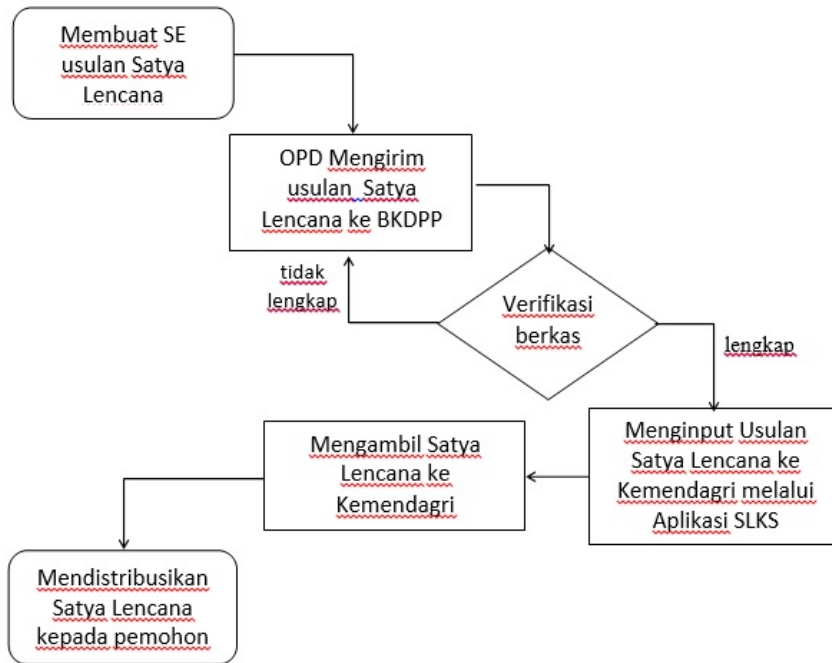 Membuat SE
usulan Satya
Lencana
OPD Mengirim
usulan Satya
Lencana ke BKDPP
tidak
lengkap
Verifikasi
berkas
lengkap
Menginput Usulan
Satya Lencana ke
Kemendagri melalui
Aplikasi SLKS
Mengambil Satya
Lencana ke
Kemendagri
Mendistribusikan
Satya Lencana
kepada pemohon